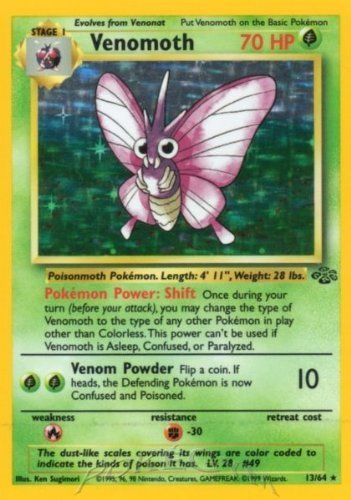 Evolves from Venonat Put Venomoth on the Basic Pokémon
STAGE 1
Venomoth 70 HP
Poisonmoth Pokémon. Length: 4' 11", Weight: 28 lbs.
Pokémon Power: Shift Once during your
turn (before your attack), you may change the type of
Venomoth to the type of any other Pokémon in play
other than Colorless. This power can't be used if
Venomoth is Asleep, Confused, or Paralyzed.
Venom Powder Flip a coin. If
heads, the Defending Pokémon is now
Confused and Poisoned.
10
weakness resistance retreat cost
-30
The dust-like scales covering its wings are color coded to
indicate the kinds of poison it has. LV. 28 #49
Illus. Ken Sugimori ©1995, 96, 98 Nintendo, Creatures, GAMEFREAK. ©1999 Wizards. 13/64 ★